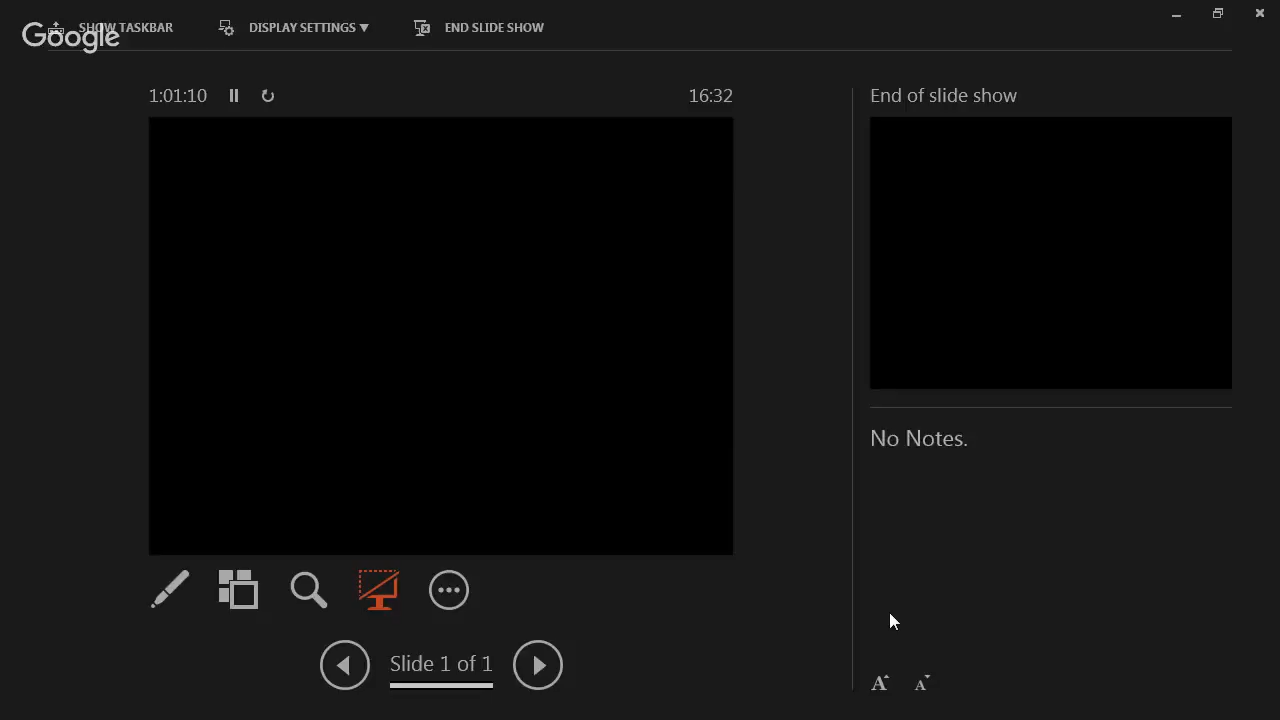 Google
SHOW TASKBAR
DISPLAY SETTINGS ▼
END SLIDE SHOW
1:01:10
16:32
End of slide show
No Notes.
Slide 1 of 1
A
A